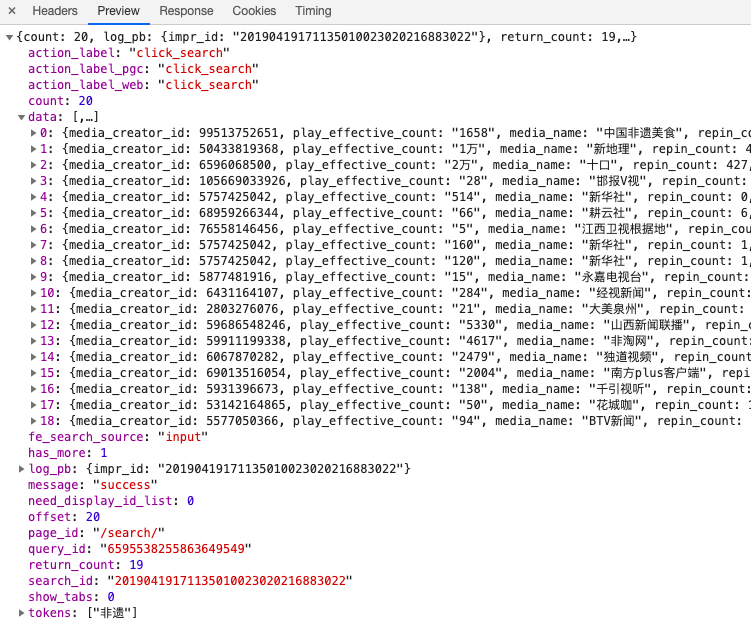 × Headers Preview Response Cookies Timing
▼{count: 20, log_pb: {impr_id: "20190419171135010023020216883022"}, return_count: 19,…}
action_label: "click_search"
action_label_pgc: "click_search"
action_label_web: "click_search"
count: 20
▼data: [,…]
▶0: {media_creator_id: 99513752651, play_effective_count: "1658", media_name: "中国非遗美食", repin_co
▶1: {media_creator_id: 50433819368, play_effective_count: "1万", media_name: "新地理", repin_count: 4
▶2: {media_creator_id: 6596068500, play_effective_count: "2万", media_name: "十口", repin_count: 427,
▶3: {media_creator_id: 105669033926, play_effective_count: "28", media_name: "邯报V视", repin_count:
▶4: {media_creator_id: 5757425042, play_effective_count: "514", media_name: "新华社", repin_count: 0,
▶5: {media_creator_id: 68959266344, play_effective_count: "66", media_name: "耕云社", repin_count: 6,
▶6: {media_creator_id: 76558146456, play_effective_count: "5", media_name: "江西卫视根据地", repin_cou
▶7: {media_creator_id: 5757425042, play_effective_count: "160", media_name: "新华社", repin_count: 1,
▶8: {media_creator_id: 5757425042, play_effective_count: "120", media_name: "新华社", repin_count: 1,
▶9: {media_creator_id: 5877481916, play_effective_count: "15", media_name: "永嘉电视台", repin_count:
▶10: {media_creator_id: 6431164107, play_effective_count: "284", media_name: "经视新闻", repin_count:
▶11: {media_creator_id: 2803276076, play_effective_count: "21", media_name: "大美泉州", repin_count:
▶12: {media_creator_id: 59686548246, play_effective_count: "5330", media_name: "山西新闻联播", repin_c
▶13: {media_creator_id: 59911199338, play_effective_count: "4617", media_name: "非淘网", repin_count:
▶14: {media_creator_id: 6067870282, play_effective_count: "2479", media_name: "独道视频", repin_count:
▶15: {media_creator_id: 69013516054, play_effective_count: "2004", media_name: "南方plus客户端", repin
▶16: {media_creator_id: 5931396673, play_effective_count: "138", media_name: "千引视听", repin_count:
▶17: {media_creator_id: 53142164865, play_effective_count: "50", media_name: "花城咖", repin_count: 1
▶18: {media_creator_id: 5577050366, play_effective_count: "94", media_name: "BTV新闻", repin_count:
fe_search_source: "input"
has_more: 1
▶log_pb: {impr_id: "20190419171135010023020216883022"}
message: "success"
need_display_id_list: 0
offset: 20
page_id: "/search/"
query_id: "6595538255863649549"
return_count: 19
search_id: "20190419171135010023020216883022"
show_tabs: 0
▶tokens: ["非遗"]